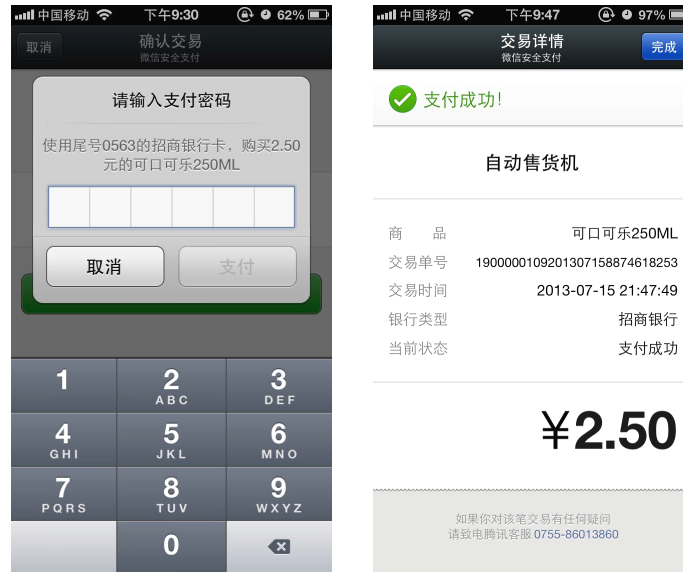 中国移动 下午9:30 62%
取消 确认交易
微信安全支付
请输入支付密码
使用尾号0563的招商银行卡，购买2.50
元的可口可乐250ML
取消 支付
1 2 3
ABC DEF
4 5 6
GHI JKL MNO
7 8 9
PQRS TUV WXYZ
0
中国移动 下午9:47 97%
交易详情 完成
微信安全支付
支付成功！
自动售货机
商品 可口可乐250ML
交易单号 1900000109201307158874618253
交易时间 2013-07-15 21:47:49
银行类型 招商银行
当前状态 支付成功
¥2.50
如果你对该笔交易有任何疑问
请致电腾讯客服 0755-86013860